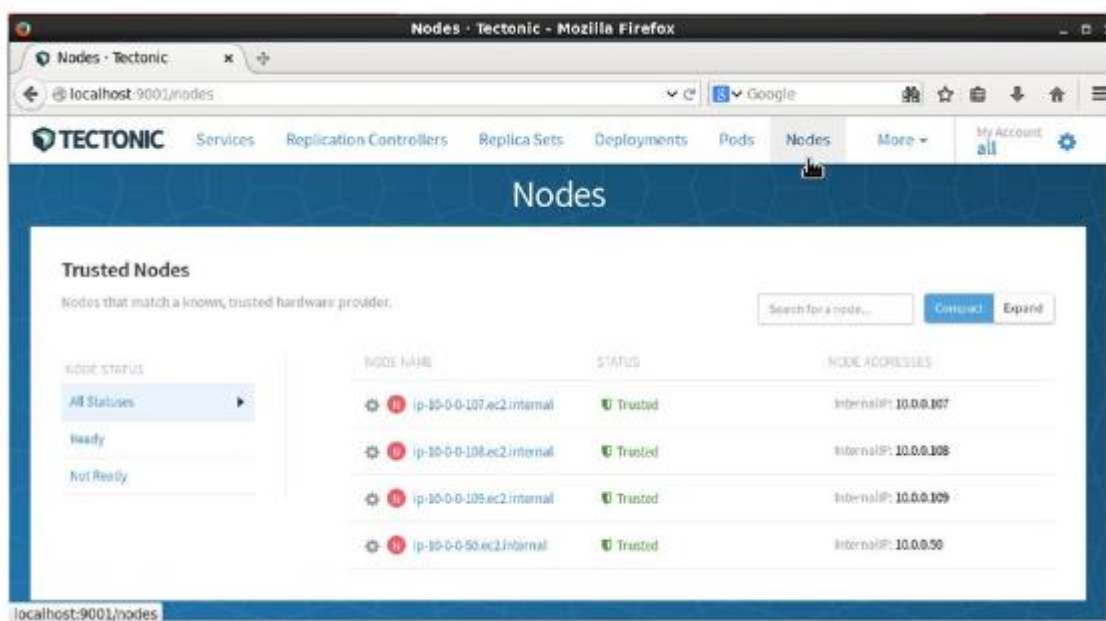 Nodes · Tectonic - Mozilla Firefox
Nodes · Tectonic
localhost:9001/nodes
Google
TECTONIC Services Replication Controllers Replica Sets Deployments Pods Nodes More My Account all
Nodes
Trusted Nodes
Nodes that match a known, trusted hardware provider.
Search for a node...
Compact Expand
NODE STATUS
All Statuses
Ready
Not Ready
NODE NAME STATUS NODE ADDRESSES
N ip-10-0-0-107.ec2.internal Trusted InternalIP: 10.0.0.107
N ip-10-0-0-108.ec2.internal Trusted InternalIP: 10.0.0.108
N ip-10-0-0-109.ec2.internal Trusted InternalIP: 10.0.0.109
N ip-10-0-0-50.ec2.internal Trusted InternalIP: 10.0.0.50
localhost:9001/nodes